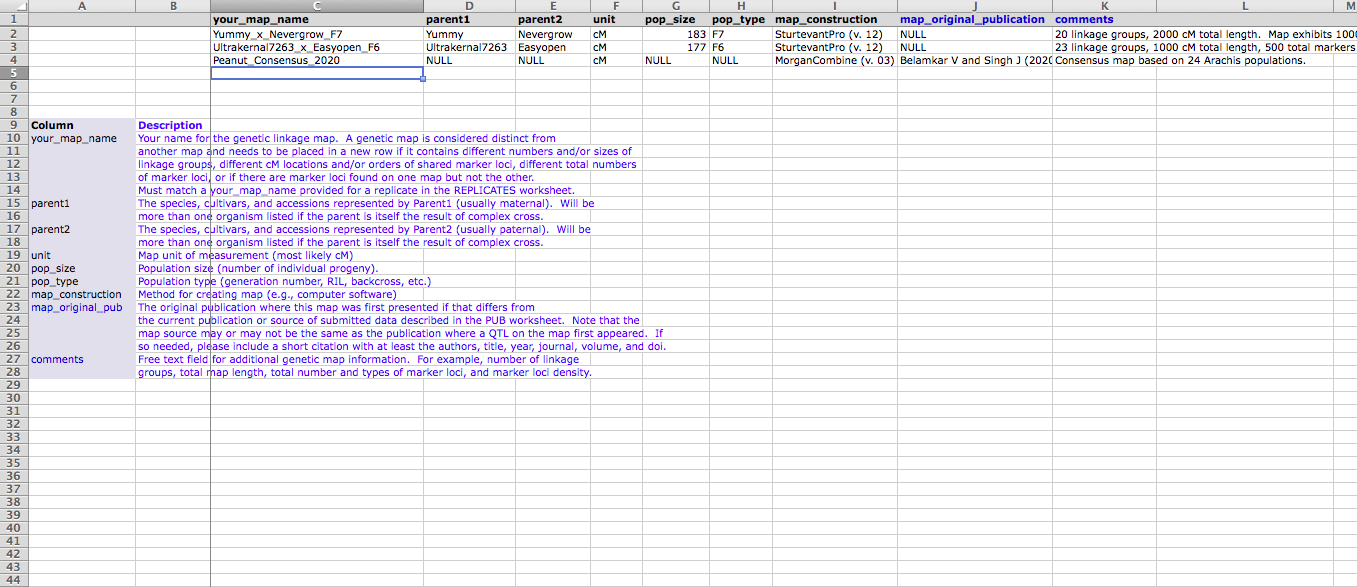 A B C D E F G H I J K L M
1 your_map_name parent1 parent2 unit pop_size pop_type map_construction map_original_publication comments
2 Yummy_x_Nevergrow_F7 Yummy Nevergrow cM 183 F7 SturtevantPro (v. 12) NULL 20 linkage groups, 2000 cM total length. Map exhibits 1000
3 Ultrakernal7263_x_Easyopen_F6 Ultrakernal7263 Easyopen cM 177 F6 SturtevantPro (v. 12) NULL 23 linkage groups, 1000 cM total length, 500 total markers
4 Peanut_Consensus_2020 NULL NULL cM NULL NULL MorganCombine (v. 03) Belamkar V and Singh J (2020 Consensus map based on 24 Arachis populations.
5
6
7
8
9 Column Description
10 your_map_name Your name for the genetic linkage map. A genetic map is considered distinct from
11 another map and needs to be placed in a new row if it contains different numbers and/or sizes of
12 linkage groups, different cM locations and/or orders of shared marker loci, different total numbers
13 of marker loci, or if there are marker loci found on one map but not the other.
14 Must match a your_map_name provided for a replicate in the REPLICATES worksheet.
15 parent1 The species, cultivars, and accessions represented by Parent1 (usually maternal). Will be
16 more than one organism listed if the parent is itself the result of complex cross.
17 parent2 The species, cultivars, and accessions represented by Parent2 (usually paternal). Will be
18 more than one organism listed if the parent is itself the result of complex cross.
19 unit Map unit of measurement (most likely cM)
20 pop_size Population size (number of individual progeny).
21 pop_type Population type (generation number, RIL, backcross, etc.)
22 map_construction Method for creating map (e.g., computer software)
23 map_original_pub The original publication where this map was first presented if that differs from
24 the current publication or source of submitted data described in the PUB worksheet. Note that the
25 map source may or may not be the same as the publication where a QTL on the map first appeared. If
26 so needed, please include a short citation with at least the authors, title, year, journal, volume, and doi.
27 comments Free text field for additional genetic map information. For example, number of linkage
28 groups, total map length, total number and types of marker loci, and marker loci density.
29
30
31
32
33
34
35
36
37
38
39
40
41
42
43
44